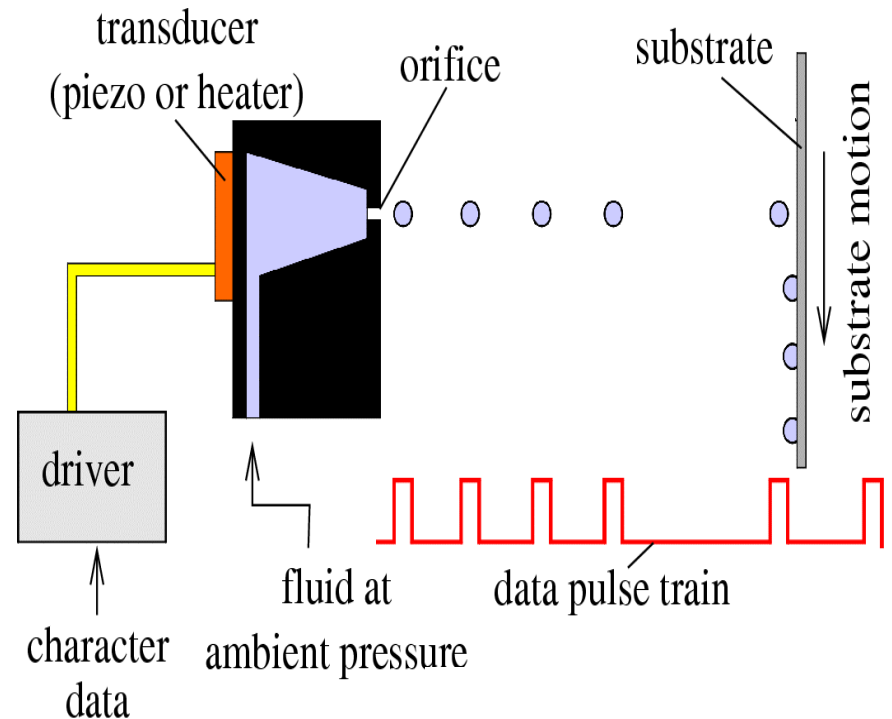 transducer
(piezo or heater)
orifice
substrate
substrate motion
driver
fluid at
ambient pressure
data pulse train
character
data